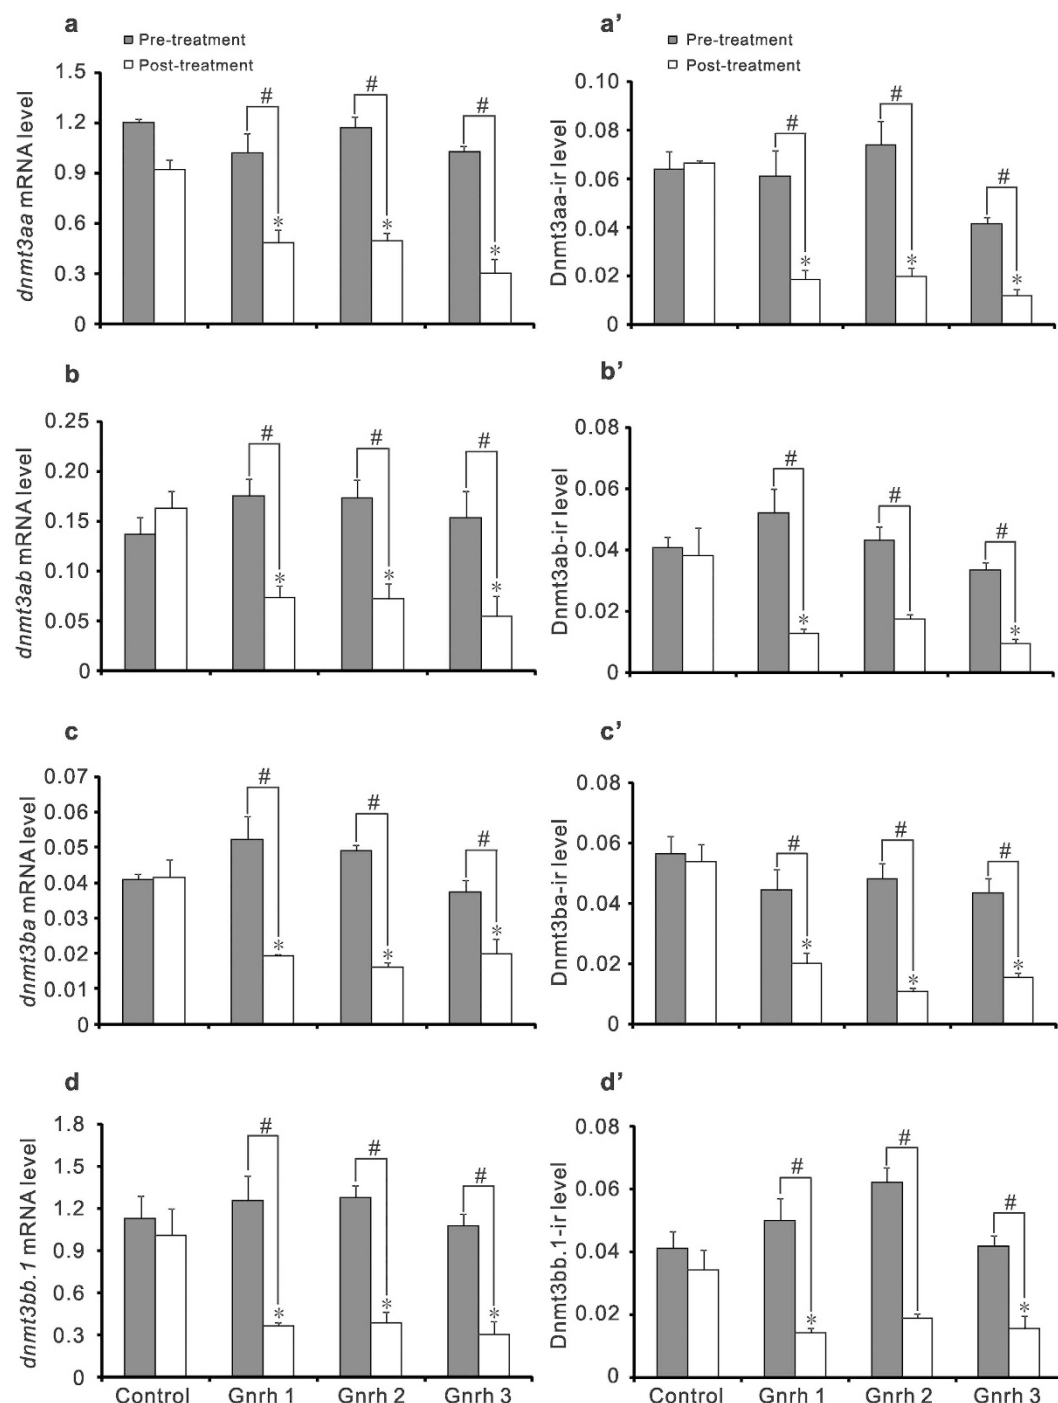 a
Pre-treatment
Post-treatment
dnmt3aa mRNA level
1.5
1.2
0.9
0.6
0.3
0
# # #
* * *
a’
Pre-treatment
Post-treatment
Dnmt3aa-ir level
0.10
0.08
0.06
0.04
0.02
0
# # #
* * *
b
dnmt3ab mRNA level
0.25
0.20
0.15
0.10
0.05
0
# # #
* * *
b’
Dnmt3ab-ir level
0.08
0.06
0.04
0.02
0
# # #
* *
c
dnmt3ba mRNA level
0.07
0.06
0.05
0.04
0.03
0.02
0.01
0
# # #
* * *
c’
Dnmt3ba-ir level
0.08
0.06
0.04
0.02
0
# # #
* * *
d
dnmt3bb.1 mRNA level
1.8
1.5
1.2
0.9
0.6
0.3
0
# # #
* * *
Control Gnrh 1 Gnrh 2 Gnrh 3
d’
Dnmt3bb.1-ir level
0.08
0.06
0.04
0.02
0
# # #
* *
Control Gnrh 1 Gnrh 2 Gnrh 3